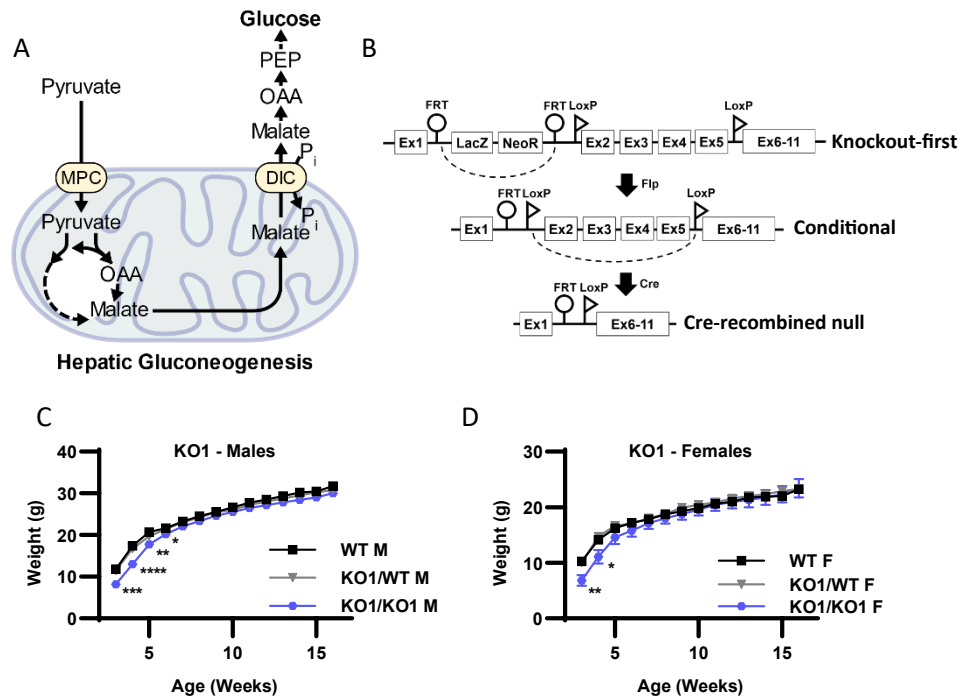 A
Glucose
PEP
OAA
Malate
Pi
Pyruvate
MPC
DIC
Pyruvate
Pi
Malate
OAA
Malate
Hepatic Gluconeogenesis
B
FRT FRT LoxP LoxP
Ex1 LacZ NeoR Ex2 Ex3 Ex4 Ex5 Ex6-11 Knockout-first
Flp
FRT LoxP LoxP
Ex1 Ex2 Ex3 Ex4 Ex5 Ex6-11 Conditional
Cre
FRT LoxP
Ex1 Ex6-11 Cre-recombined null
C
KO1 - Males
Weight (g)
40
30
20
10
0
***
****
**
*
WT M
KO1/WT M
KO1/KO1 M
5 10 15
Age (Weeks)
D
KO1 - Females
Weight (g)
30
20
10
0
**
*
WT F
KO1/WT F
KO1/KO1 F
5 10 15
Age (Weeks)